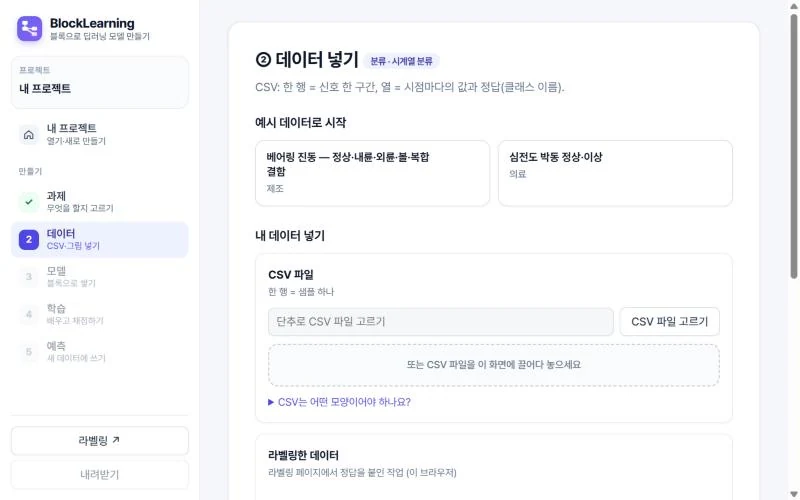 BlockLearning
블록으로 딥러닝 모델 만들기
프로젝트
내 프로젝트
내 프로젝트
열기·새로 만들기
만들기
과제
무엇을 할지 고르기
2
데이터
CSV·그림 넣기
3
모델
블록으로 쌓기
4
학습
배우고 채점하기
5
예측
새 데이터에 쓰기
라벨링 ↗
내려받기
② 데이터 넣기
분류 · 시계열 분류
CSV: 한 행 = 신호 한 구간, 열 = 시점마다의 값과 정답(클래스 이름).
예시 데이터로 시작
베어링 진동 — 정상·내륜·외륜·볼·복합
결함
제조
심전도 박동 정상·이상
의료
내 데이터 넣기
CSV 파일
한 행 = 샘플 하나
단추로 CSV 파일 고르기
CSV 파일 고르기
또는 CSV 파일을 이 화면에 끌어다 놓으세요
▶ CSV는 어떤 모양이어야 하나요?
라벨링한 데이터
라벨링 페이지에서 정답을 붙인 작업 (이 브라우저)